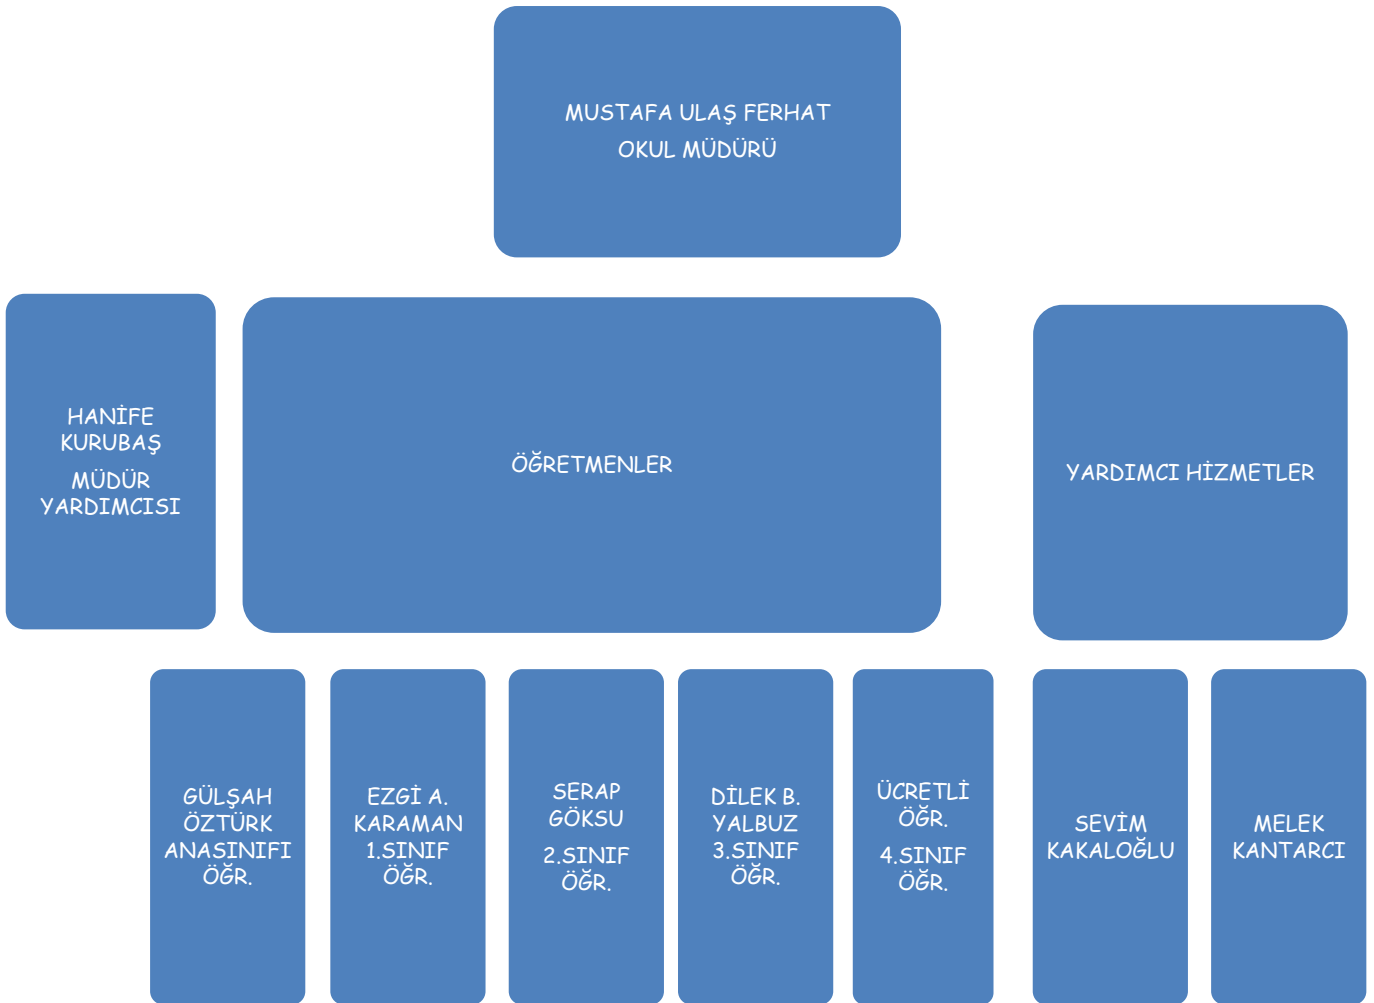 MUSTAFA ULAŞ FERHAT
OKUL MÜDÜRÜ
HANİFE
KURUBAŞ
MÜDÜR
YARDIMCISI
ÖĞRETMENLER
YARDIMCI HİZMETLER
GÜLŞAH
ÖZTÜRK
ANASINIFI
ÖĞR.
EZGİ A.
KARAMAN
1.SINIF
ÖĞR.
SERAP
GÖKSU
2.SINIF
ÖĞR.
DİLEK B.
YALBUZ
3.SINIF
ÖĞR.
ÜCRETLİ
ÖĞR.
4.SINIF
ÖĞR.
SEVİM
KAKALOĞLU
MELEK
KANTARCI